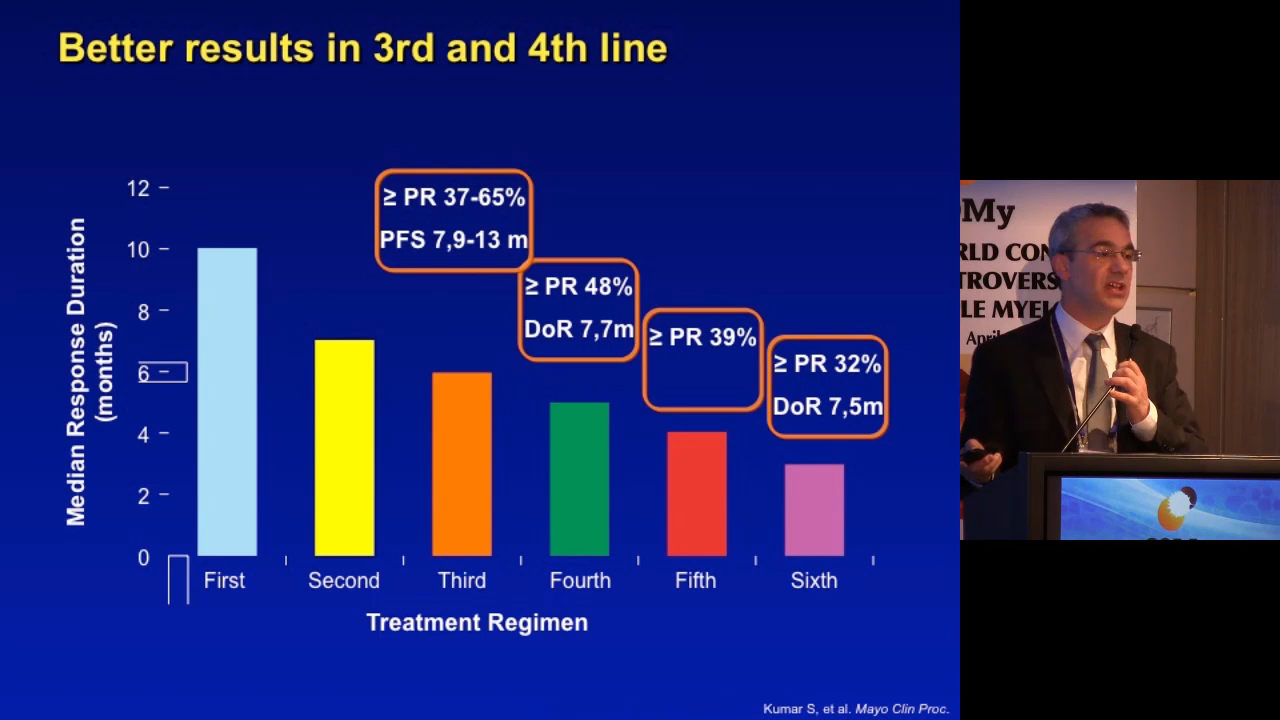 Better results in 3rd and 4th line
12
10
8
6
4
2
0
Median Response Duration
(months)
≥ PR 37-65%
PFS 7,9-13 m
≥ PR 48%
DoR 7,7m
≥ PR 39%
≥ PR 32%
DoR 7,5m
First
Second
Third
Fourth
Fifth
Sixth
Treatment Regimen
Kumar S, et al. Mayo Clin Proc.
My
RLD CON
TROVERS
LE MYEL
April